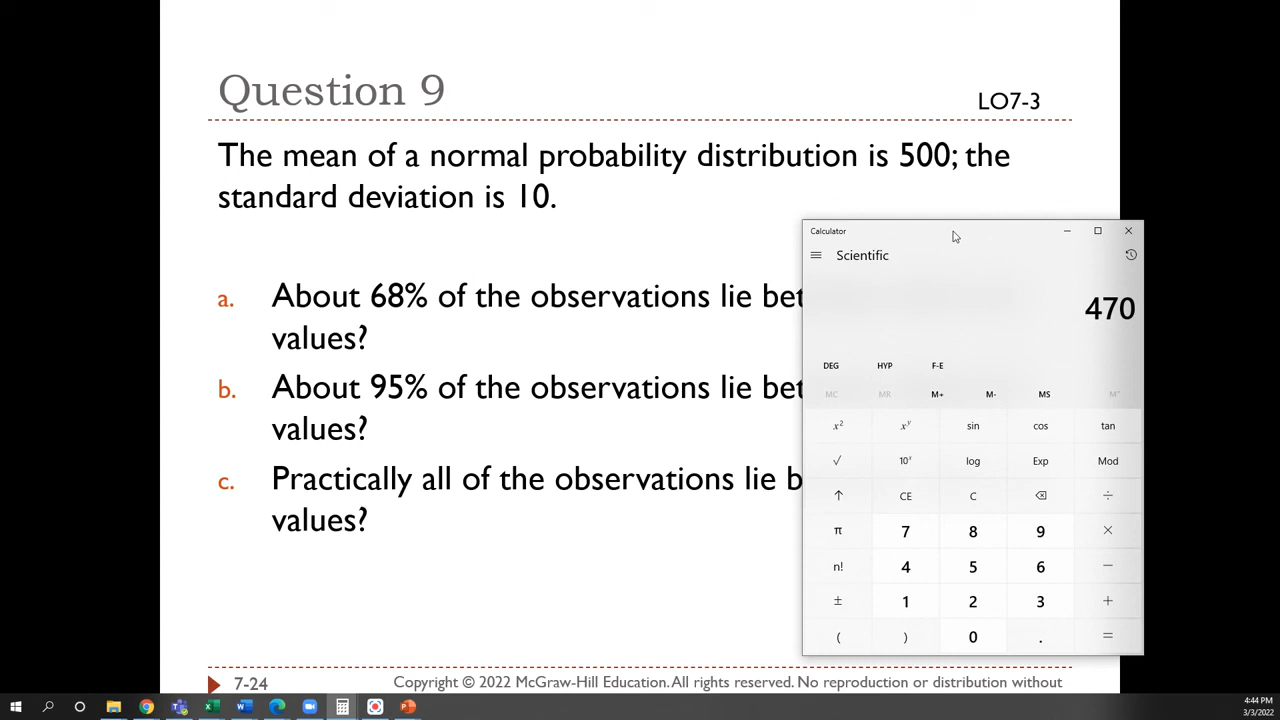 Question 9
LO7-3
The mean of a normal probability distribution is 500; the
standard deviation is 10.
a. About 68% of the observations lie bet
values?
b. About 95% of the observations lie bet
values?
c. Practically all of the observations lie b
values?
Calculator
Scientific
470
DEG HYP F-E
MC MR M+ M- MS M˅
x² xʸ sin cos tan
√ 10ˣ log Exp Mod
↑ CE C ⌫ ÷
π 7 8 9 ×
n! 4 5 6 −
± 1 2 3 +
( ) 0 . =
7-24
Copyright © 2022 McGraw-Hill Education. All rights reserved. No reproduction or distribution without
4:44 PM
3/3/2022